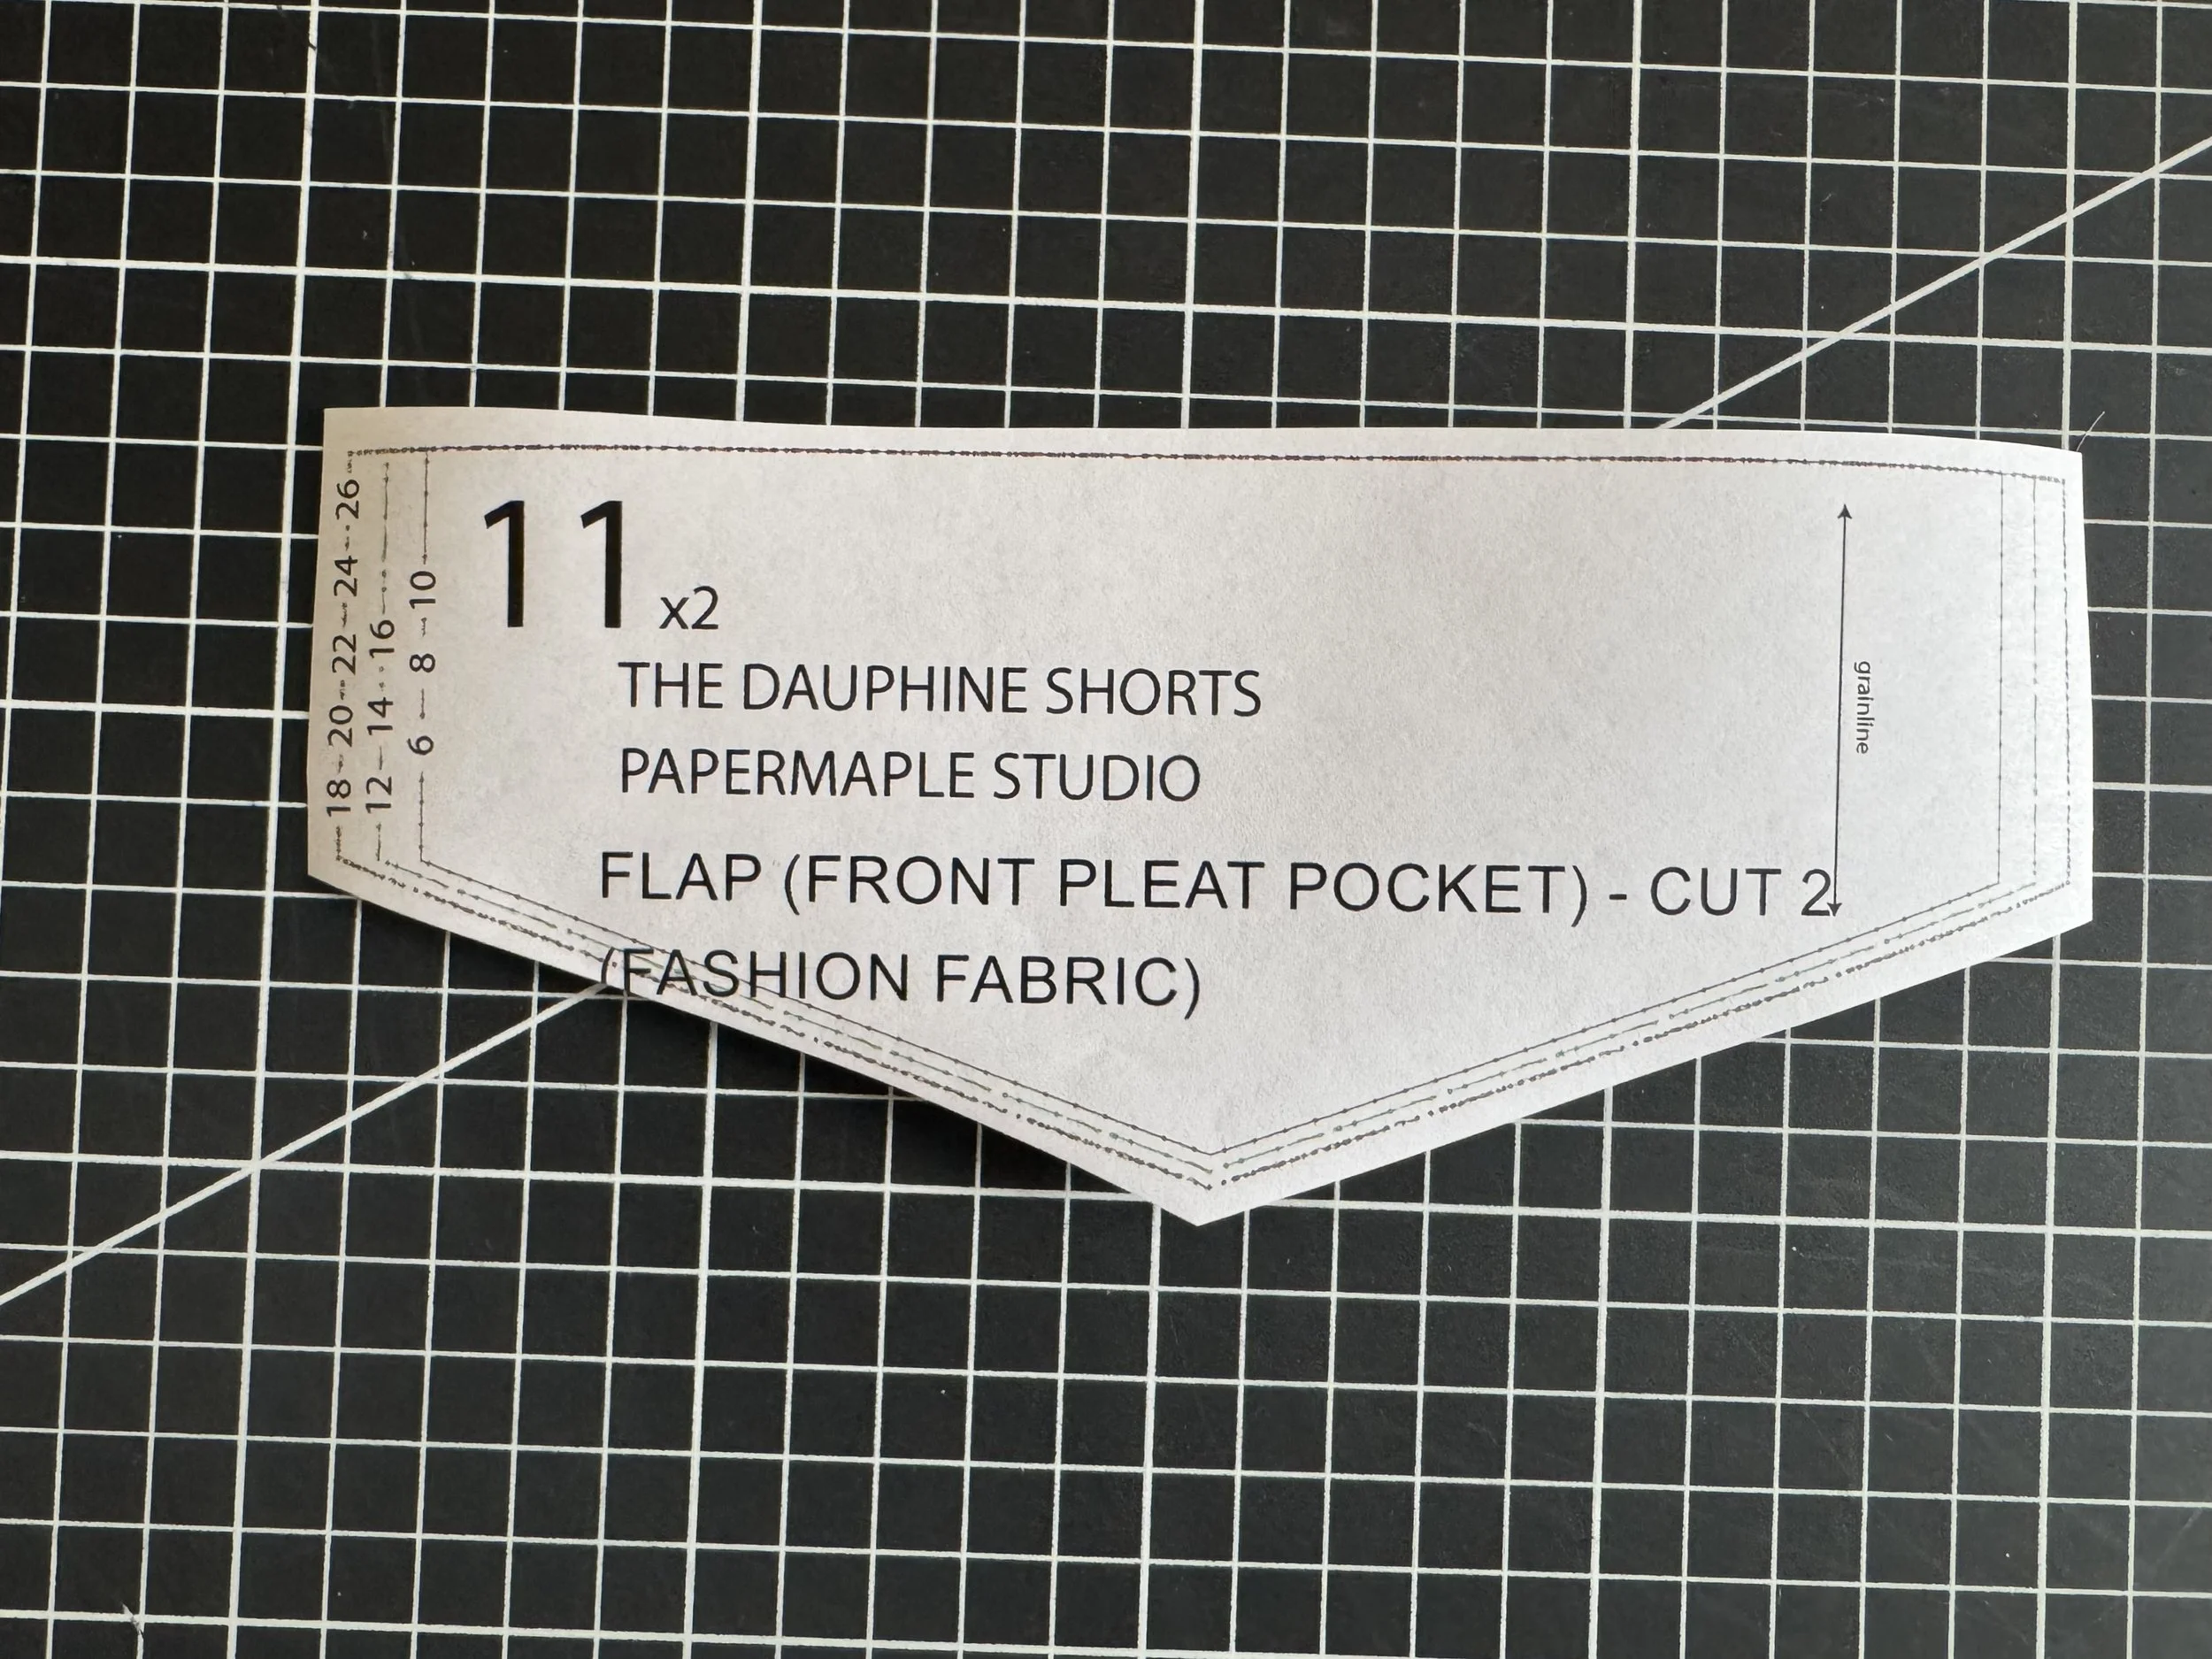 18 20 22 24 26
12 14 16
6 8 10
11 x2
THE DAUPHINE SHORTS
PAPERMAPLE STUDIO
FLAP (FRONT PLEAT POCKET) - CUT 2
(FASHION FABRIC)
grainline